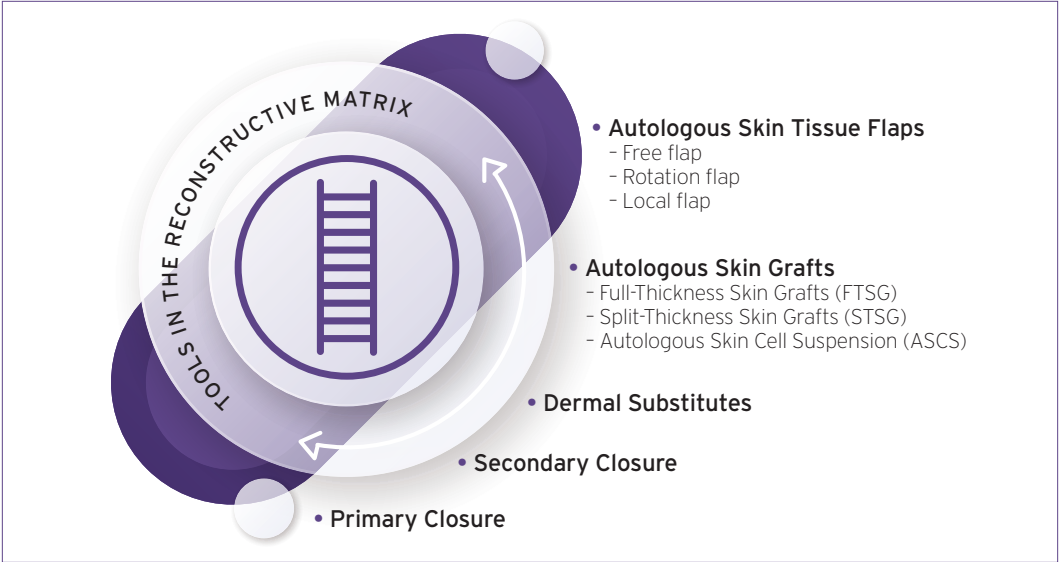 TOOLS IN THE RECONSTRUCTIVE MATRIX
• Autologous Skin Tissue Flaps
– Free flap
– Rotation flap
– Local flap
• Autologous Skin Grafts
– Full-Thickness Skin Grafts (FTSG)
– Split-Thickness Skin Grafts (STSG)
– Autologous Skin Cell Suspension (ASCS)
• Dermal Substitutes
• Secondary Closure
• Primary Closure